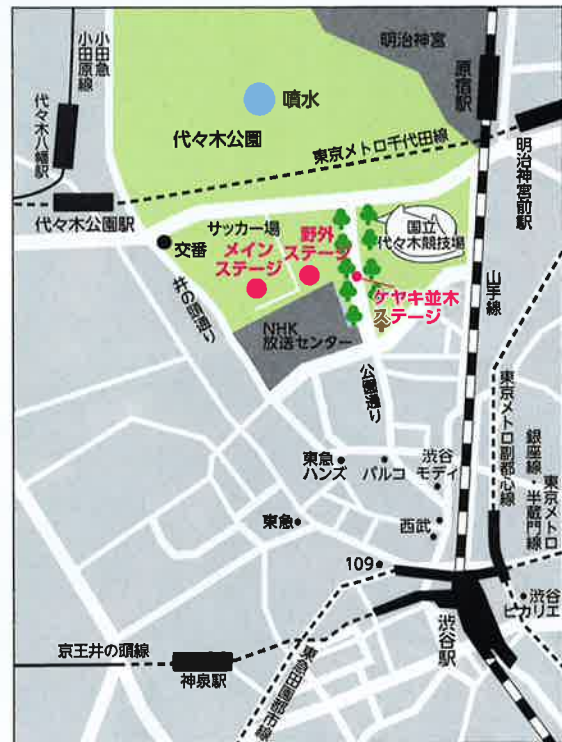 明治神宮
小田急
小田原線
原宿駅
噴水
代々木八幡駅
代々木公園
東京メトロ千代田線
明治神宮前駅
代々木公園駅
サッカー場
野外
ステージ
国立
代々木競技場
交番
メイン
ステージ
山手線
井の頭通り
ケヤキ並木
ステージ
NHK
放送センター
公園通り
東京メトロ副都心線
東急
ハンズ
パルコ
渋谷
モディ
東京メトロ
銀座線・半蔵門線
東急
西武
109
渋谷
ヒカリエ
渋谷駅
京王井の頭線
神泉駅
東急田園都市線